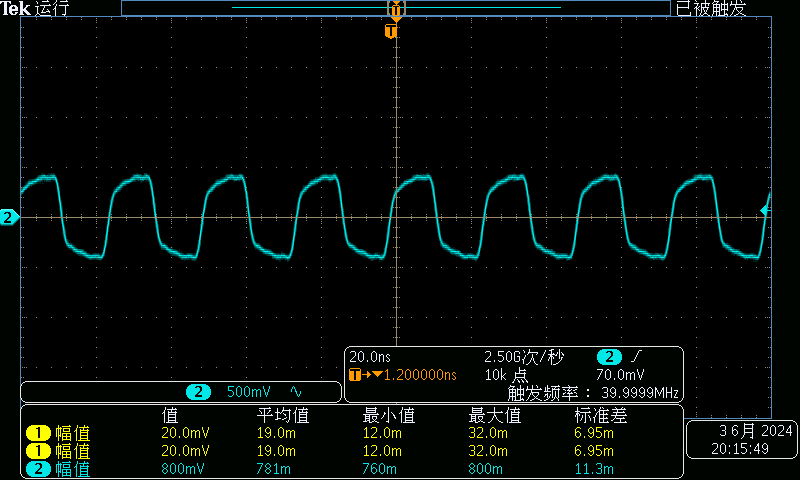 Tek 运行 T 已被触发
T
2
20.0ns 2.50G次/秒 2
T→▼1.200000ns 10k 点 70.0mV
触发频率： 39.9999MHz
2 500mV
值 平均值 最小值 最大值 标准差
1 幅值 20.0mV 19.0m 12.0m 32.0m 6.95m
1 幅值 20.0mV 19.0m 12.0m 32.0m 6.95m
2 幅值 800mV 781m 760m 800m 11.3m
3 6月 2024
20:15:49